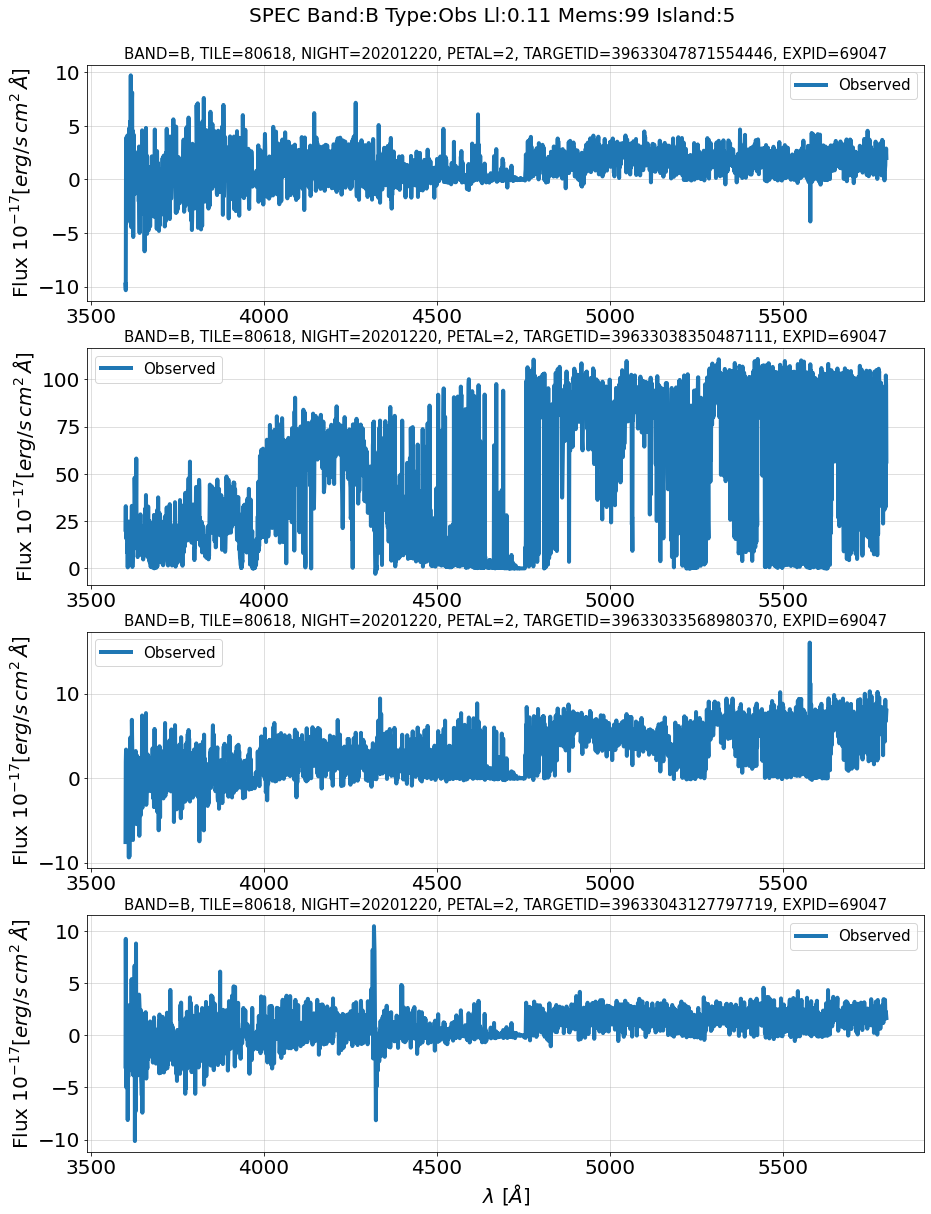 SPEC Band:B Type:Obs Ll:0.11 Mems:99 Island:5
BAND=B, TILE=80618, NIGHT=20201220, PETAL=2, TARGETID=39633047871554446, EXPID=69047
Observed
10
5
0
−5
−10
Flux 10^{−17}[erg/s cm^2 Å]
3500 4000 4500 5000 5500
BAND=B, TILE=80618, NIGHT=20201220, PETAL=2, TARGETID=39633038350487111, EXPID=69047
Observed
100
75
50
25
0
Flux 10^{−17}[erg/s cm^2 Å]
3500 4000 4500 5000 5500
BAND=B, TILE=80618, NIGHT=20201220, PETAL=2, TARGETID=39633033568980370, EXPID=69047
Observed
10
0
−10
Flux 10^{−17}[erg/s cm^2 Å]
3500 4000 4500 5000 5500
BAND=B, TILE=80618, NIGHT=20201220, PETAL=2, TARGETID=39633043127797719, EXPID=69047
Observed
10
5
0
−5
−10
Flux 10^{−17}[erg/s cm^2 Å]
3500 4000 4500 5000 5500
λ [Å]